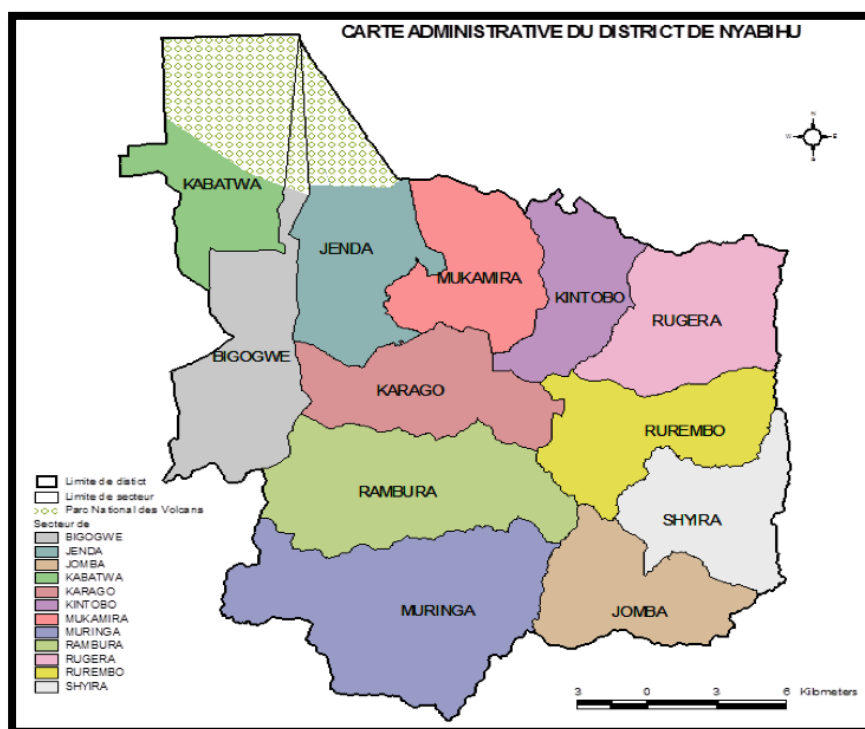 CARTE ADMINISTRATIVE DU DISTRICT DE NYABIHU
N
W E
S
KABATWA
JENDA
MUKAMIRA
KINTOBO
RUGERA
BIGOGWE
KARAGO
RUREMBO
RAMBURA
SHYIRA
MURINGA
JOMBA
Limite de distict
Limite de secteur
Parc National des Volcans
Secteur de
BIGOGWE
JENDA
JOMBA
KABATWA
KARAGO
KINTOBO
MUKAMIRA
MURINGA
RAMBURA
RUGERA
RUREMBO
SHYIRA
3 0 3 6 Kilometers